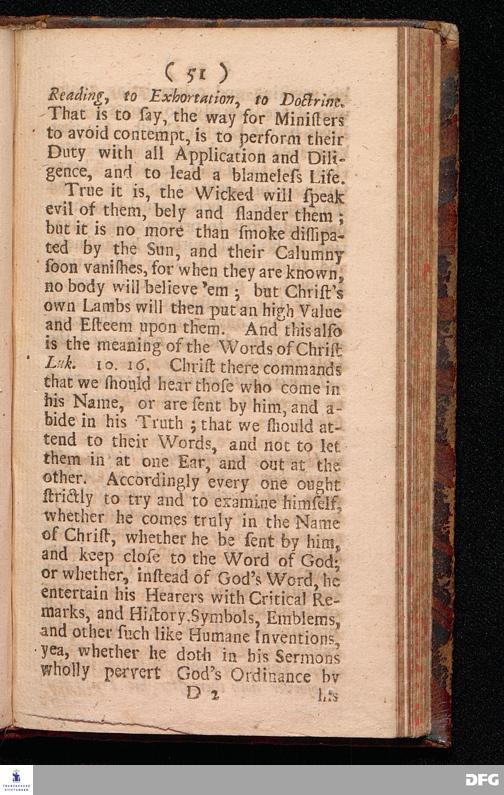 ( 51 )
Reading, to Exhortation, to Doctrine.
That is to ſay, the way for Miniſters
to avoid contempt, is to perform their
Duty with all Application and Dili-
gence, and to lead a blameleſs Life.
True it is, the Wicked will ſpeak
evil of them, bely and ſlander them ;
but it is no more than ſmoke diſſipa-
ted by the Sun, and their Calumny
ſoon vaniſhes, for when they are known,
no body will believe 'em ; but Chriſt's
own Lambs will then put an high Value
and Eſteem upon them. And this alſo
is the meaning of the Words of Chriſt
Luk. 10. 16. Chriſt there commands
that we ſhould hear thoſe who come in
his Name, or are ſent by him, and a-
bide in his Truth ; that we ſhould at-
tend to their Words, and not to let
them in at one Ear, and out at the
other. Accordingly every one ought
ſtrictly to try and to examine himſelf,
whether he comes truly in the Name
of Chriſt, whether he be ſent by him,
and keep cloſe to the Word of God;
or whether, inſtead of God's Word, he
entertain his Hearers with Critical Re-
marks, and Hiſtory.Symbols, Emblems,
and other ſuch like Humane Inventions,
yea, whether he doth in his Sermons
wholly pervert God's Ordinance by
D 2 his
FRANCKESCHE
STIFTUNGEN
DFG